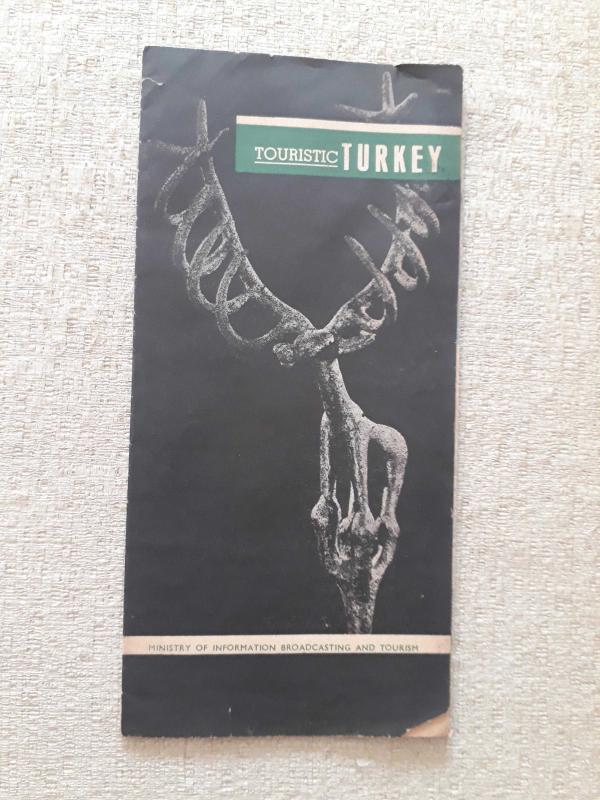 TOURISTIC TURKEY
MINISTRY OF INFORMATION BROADCASTING AND TOURISM